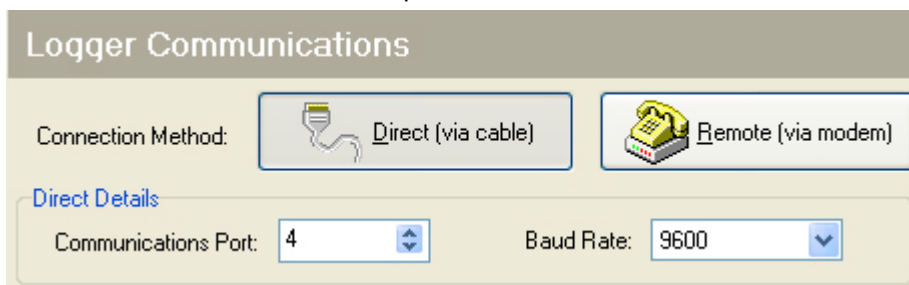 Logger Communications
Connection Method: Direct (via cable) Remote (via modem)
Direct Details
Communications Port: 4 Baud Rate: 9600